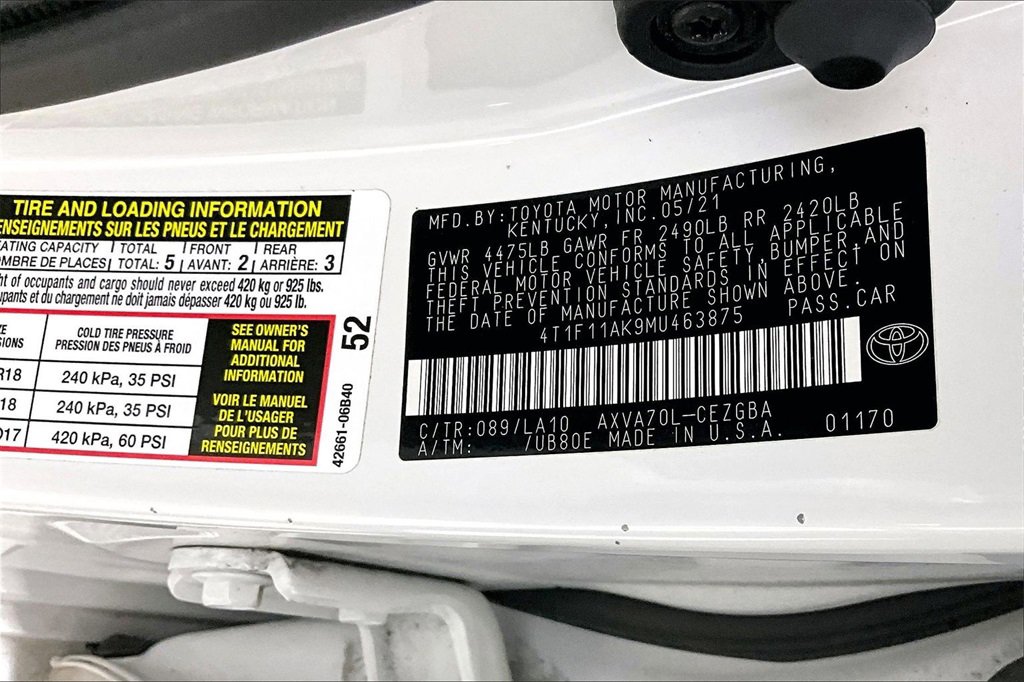 TIRE AND LOADING INFORMATION
RENSEIGNEMENTS SUR LES PNEUS ET LE CHARGEMENT
SEATING CAPACITY | TOTAL | FRONT | REAR
NOMBRE DE PLACES | TOTAL: 5 | AVANT: 2 | ARRIÈRE: 3
of occupants and cargo should never exceed 420 kg or 925 lbs.
et du chargement ne doit jamais dépasser 420 kg ou 925 lb.
COLD TIRE PRESSURE
PRESSION DES PNEUS À FROID
R18 240 kPa, 35 PSI
18 240 kPa, 35 PSI
D17 420 kPa, 60 PSI
SEE OWNER'S
MANUAL FOR
ADDITIONAL
INFORMATION
VOIR LE MANUEL
DE L'USAGER
POUR PLUS DE
RENSEIGNEMENTS
52
42661-06B40
MFD.BY:TOYOTA MOTOR MANUFACTURING,
KENTUCKY, INC.05/21
GVWR 4475LB GAWR FR 2490LB RR 2420LB
THIS VEHICLE CONFORMS TO ALL APPLICABLE
FEDERAL MOTOR VEHICLE SAFETY,BUMPER,AND
THEFT PREVENTION STANDARDS IN EFFECT ON
THE DATE OF MANUFACTURE SHOWN ABOVE.
4T1F11AK9MU463875 PASS.CAR
C/TR:089/LA10 AXVA70L-CEZGBA
A/TM: 7UB80E MADE IN U.S.A. 01170